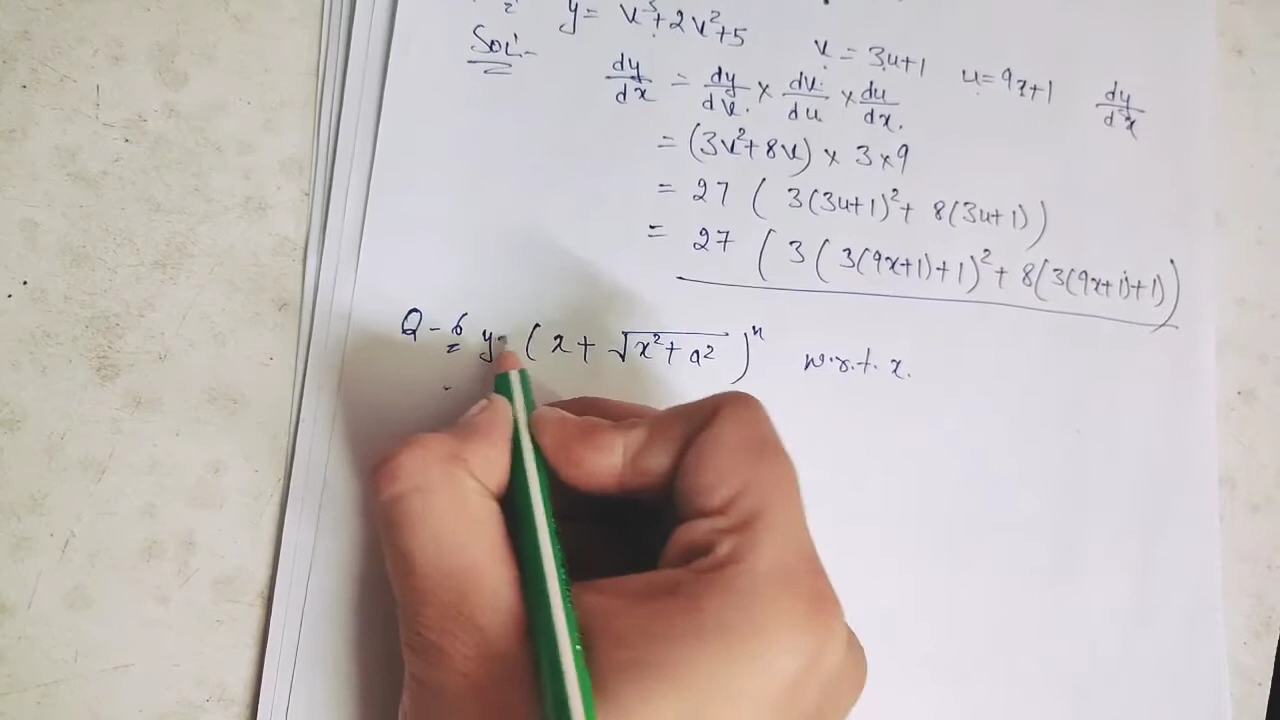 y = v³+2v²+5 v = 3u+1 u=9x+1 dy/dx
Sol:-
dy/dx = dy/dv × dv/du × du/dx.
= (3v²+8v) × 3×9
= 27 ( 3(3u+1)²+ 8(3u+1) )
= 27 ( 3( 3(9x+1)+1)²+ 8(3(9x+1)+1) )
Q-6 y= ( x + √x²+a² )ⁿ w.r.t. x.